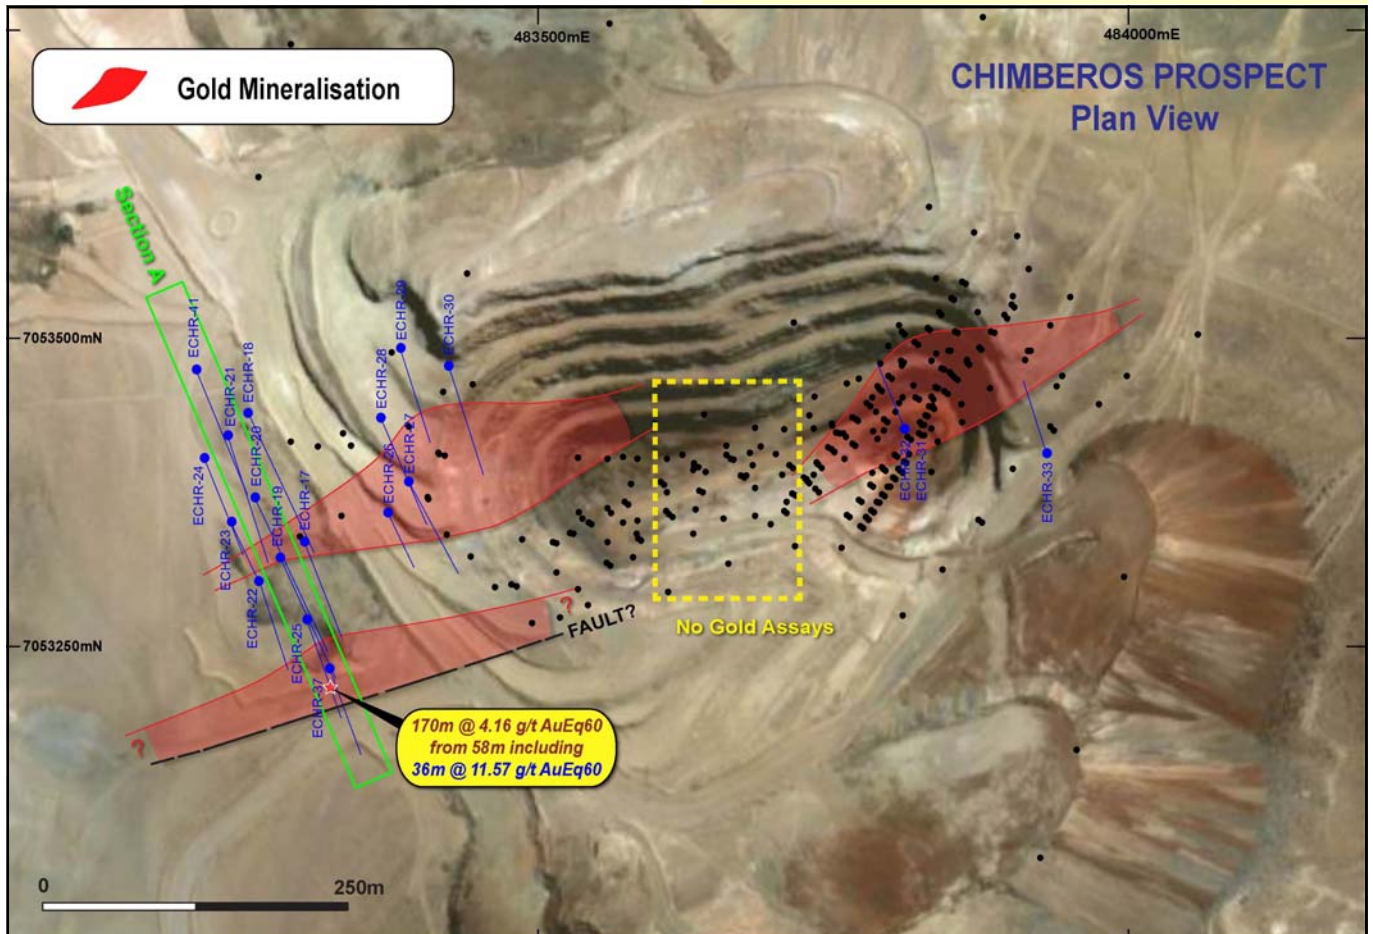 483500mE
484000mE
Gold Mineralisation
CHIMBEROS PROSPECT
Plan View
Section A
ECHR-11
ECHR-29
ECHR-30
7053500mN
ECHR-18
ECHR-21
ECHR-28
ECHR-20
ECHR-27
ECHR-24
ECHR-26
ECHR-19
ECHR-17
ECHR-32
ECHR-31
ECHR-33
ECHR-23
ECHR-22
?
FAULT?
No Gold Assays
7053250mN
ECHR-25
ECHR-37
?
170m @ 4.16 g/t AuEq60
from 58m including
36m @ 11.57 g/t AuEq60
0
250m